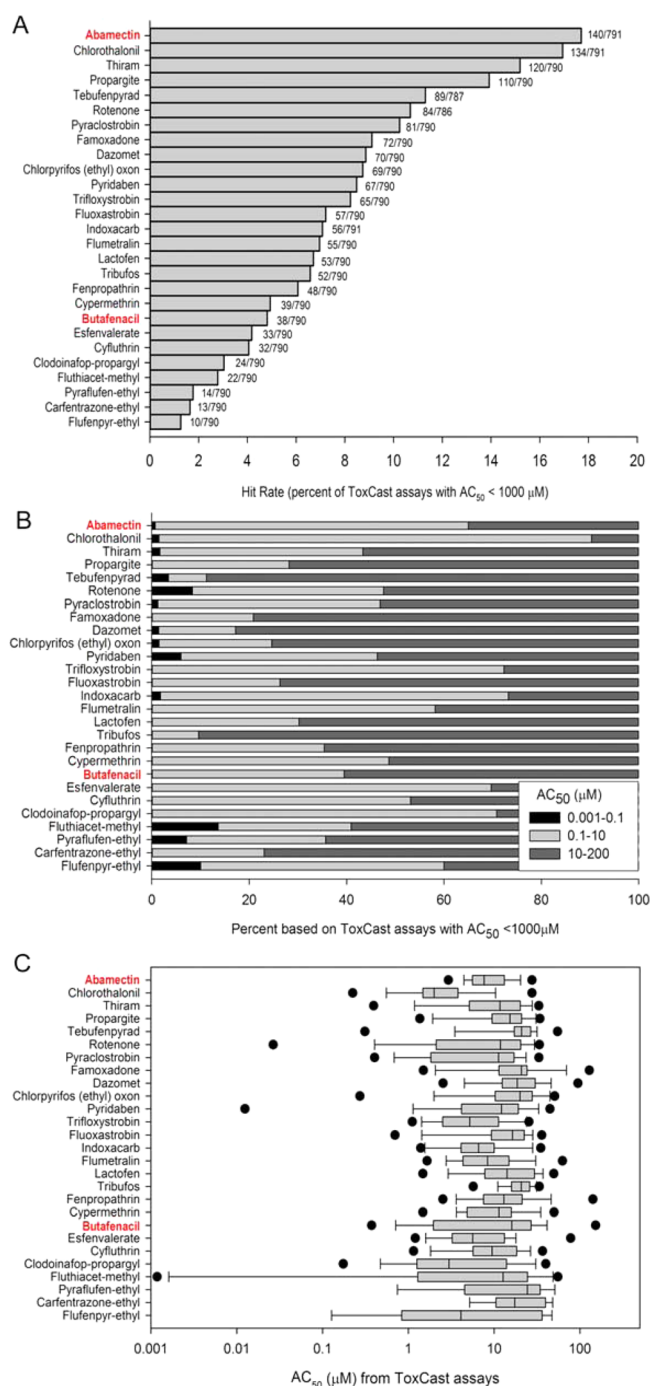 A
Abamectin 140/791
Chlorothalonil 134/791
Thiram 120/790
Propargite 110/790
Tebufenpyrad 89/787
Rotenone 84/786
Pyraclostrobin 81/790
Famoxadone 72/790
Dazomet 70/790
Chlorpyrifos (ethyl) oxon 69/790
Pyridaben 67/790
Trifloxystrobin 65/790
Fluoxastrobin 57/790
Indoxacarb 56/791
Flumetralin 55/790
Lactofen 53/790
Tribufos 52/790
Fenpropathrin 48/790
Cypermethrin 39/790
Butafenacil 38/790
Esfenvalerate 33/790
Cyfluthrin 32/790
Clodoinafop-propargyl 24/790
Fluthiacet-methyl 22/790
Pyraflufen-ethyl 14/790
Carfentrazone-ethyl 13/790
Flufenpyr-ethyl 10/790
0 2 4 6 8 10 12 14 16 18 20
Hit Rate (percent of ToxCast assays with AC50 < 1000 µM)
B
Abamectin
Chlorothalonil
Thiram
Propargite
Tebufenpyrad
Rotenone
Pyraclostrobin
Famoxadone
Dazomet
Chlorpyrifos (ethyl) oxon
Pyridaben
Trifloxystrobin
Fluoxastrobin
Indoxacarb
Flumetralin
Lactofen
Tribufos
Fenpropathrin
Cypermethrin
Butafenacil
Esfenvalerate
Cyfluthrin
Clodoinafop-propargyl
Fluthiacet-methyl
Pyraflufen-ethyl
Carfentrazone-ethyl
Flufenpyr-ethyl
AC50 (µM)
0.001-0.1
0.1-10
10-200
0 20 40 60 80 100
Percent based on ToxCast assays with AC50 <1000µM
C
Abamectin
Chlorothalonil
Thiram
Propargite
Tebufenpyrad
Rotenone
Pyraclostrobin
Famoxadone
Dazomet
Chlorpyrifos (ethyl) oxon
Pyridaben
Trifloxystrobin
Fluoxastrobin
Indoxacarb
Flumetralin
Lactofen
Tribufos
Fenpropathrin
Cypermethrin
Butafenacil
Esfenvalerate
Cyfluthrin
Clodoinafop-propargyl
Fluthiacet-methyl
Pyraflufen-ethyl
Carfentrazone-ethyl
Flufenpyr-ethyl
0.001 0.01 0.1 1 10 100
AC50 (µM) from ToxCast assays